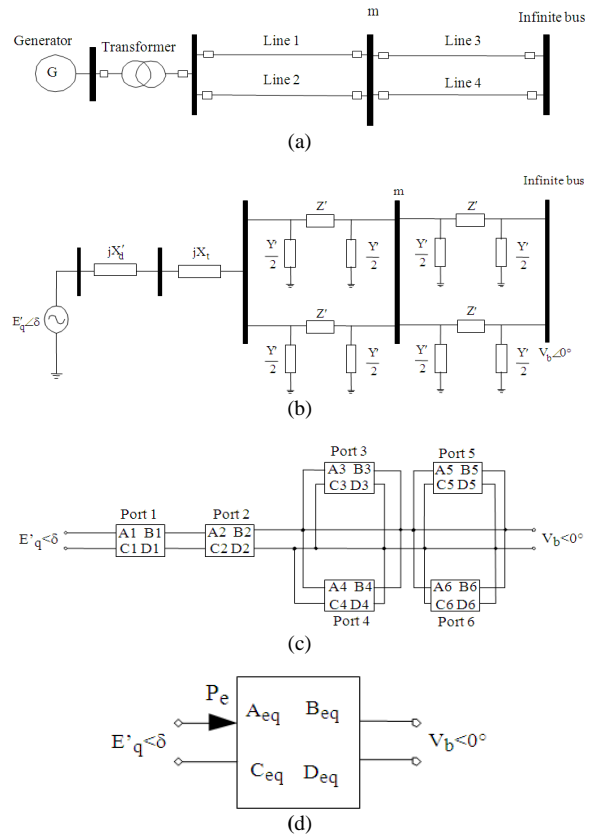 m
Infinite bus
Generator
Transformer
Line 1
Line 3
G
Line 2
Line 4
(a)
Infinite bus
m
Z'
Z'
jX'd
jXt
Y'/2
Y'/2
Y'/2
Y'/2
E'q∠δ
Z'
Z'
Y'/2
Y'/2
Y'/2
Y'/2
Vb∠0°
(b)
Port 3
Port 5
A3 B3
C3 D3
A5 B5
C5 D5
Port 1
Port 2
E'q<δ
A1 B1
C1 D1
A2 B2
C2 D2
Vb<0°
A4 B4
C4 D4
A6 B6
C6 D6
Port 4
Port 6
(c)
Pe
Aeq Beq
E'q<δ
Vb<0°
Ceq Deq
(d)